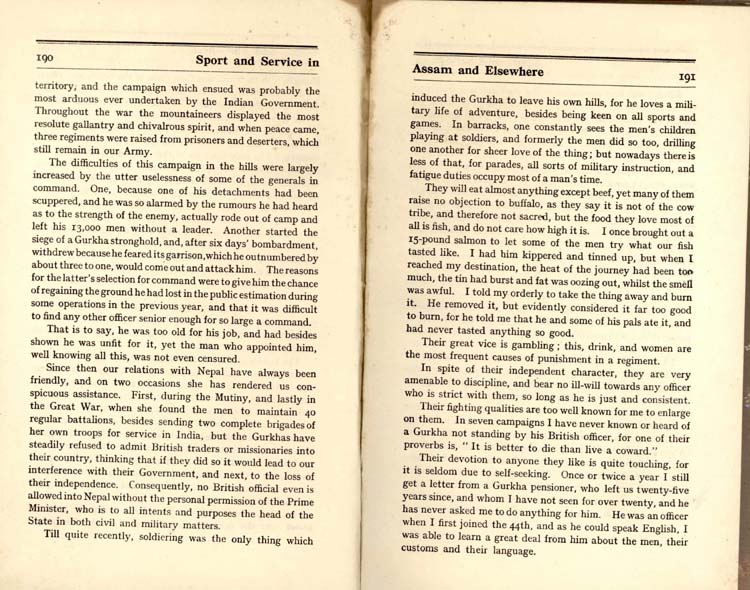 190 Sport and Service in
territory, and the campaign which ensued was probably the
most arduous ever undertaken by the Indian Government.
Throughout the war the mountaineers displayed the most
resolute gallantry and chivalrous spirit, and when peace came,
three regiments were raised from prisoners and deserters, which
still remain in our Army.
The difficulties of this campaign in the hills were largely
increased by the utter uselessness of some of the generals in
command. One, because one of his detachments had been
scuppered, and he was so alarmed by the rumours he had heard
as to the strength of the enemy, actually rode out of camp and
left his 13,000 men without a leader. Another started the
siege of a Gurkha stronghold, and, after six days' bombardment,
withdrew because he feared its garrison, which he outnumbered by
about three to one, would come out and attack him. The reasons
for the latter's selection for command were to give him the chance
of regaining the ground he had lost in the public estimation during
some operations in the previous year, and that it was difficult
to find any other officer senior enough for so large a command.
That is to say, he was too old for his job, and had besides
shown he was unfit for it, yet the man who appointed him,
well knowing all this, was not even censured.
Since then our relations with Nepal have always been
friendly, and on two occasions she has rendered us con-
spicuous assistance. First, during the Mutiny, and lastly in
the Great War, when she found the men to maintain 40
regular battalions, besides sending two complete brigades of
her own troops for service in India, but the Gurkhas have
steadily refused to admit British traders or missionaries into
their country, thinking that if they did so it would lead to our
interference with their Government, and next, to the loss of
their independence. Consequently, no British official even is
allowed into Nepal without the personal permission of the Prime
Minister, who is to all intents and purposes the head of the
State in both civil and military matters.
Till quite recently, soldiering was the only thing which
Assam and Elsewhere 191
induced the Gurkha to leave his own hills, for he loves a mili-
tary life of adventure, besides being keen on all sports and
games. In barracks, one constantly sees the men's children
playing at soldiers, and formerly the men did so too, drilling
one another for sheer love of the thing; but nowadays there is
less of that, for parades, all sorts of military instruction, and
fatigue duties occupy most of a man's time.
They will eat almost anything except beef, yet many of them
raise no objection to buffalo, as they say it is not of the cow
tribe, and therefore not sacred, but the food they love most of
all is fish, and do not care how high it is. I once brought out a
15-pound salmon to let some of the men try what our fish
tasted like. I had him kippered and tinned up, but when I
reached my destination, the heat of the journey had been too
much, the tin had burst and fat was oozing out, whilst the smell
was awful. I told my orderly to take the thing away and burn
it. He removed it, but evidently considered it far too good
to burn, for he told me that he and some of his pals ate it, and
had never tasted anything so good.
Their great vice is gambling; this, drink, and women are
the most frequent causes of punishment in a regiment.
In spite of their independent character, they are very
amenable to discipline, and bear no ill-will towards any officer
who is strict with them, so long as he is just and consistent.
Their fighting qualities are too well known for me to enlarge
on them. In seven campaigns I have never known or heard of
a Gurkha not standing by his British officer, for one of their
proverbs is, "It is better to die than live a coward."
Their devotion to anyone they like is quite touching, for
it is seldom due to self-seeking. Once or twice a year I still
get a letter from a Gurkha pensioner, who left us twenty-five
years since, and whom I have not seen for over twenty, and he
has never asked me to do anything for him. He was an officer
when I first joined the 44th, and as he could speak English, I
was able to learn a great deal from him about the men, their
customs and their language.